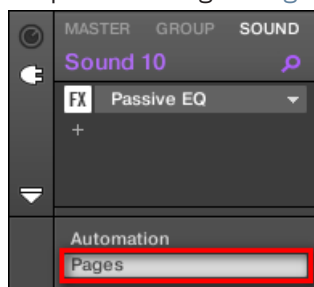 MASTER GROUP SOUND
Sound 10
FX Passive EQ
+
Automation
Pages